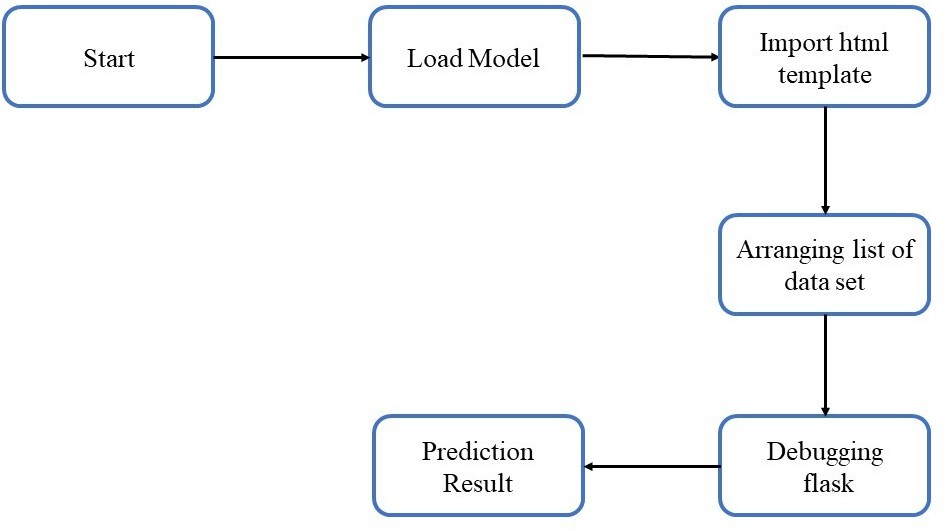 Start
Load Model
Import html
template
Arranging list of
data set
Debugging
flask
Prediction
Result